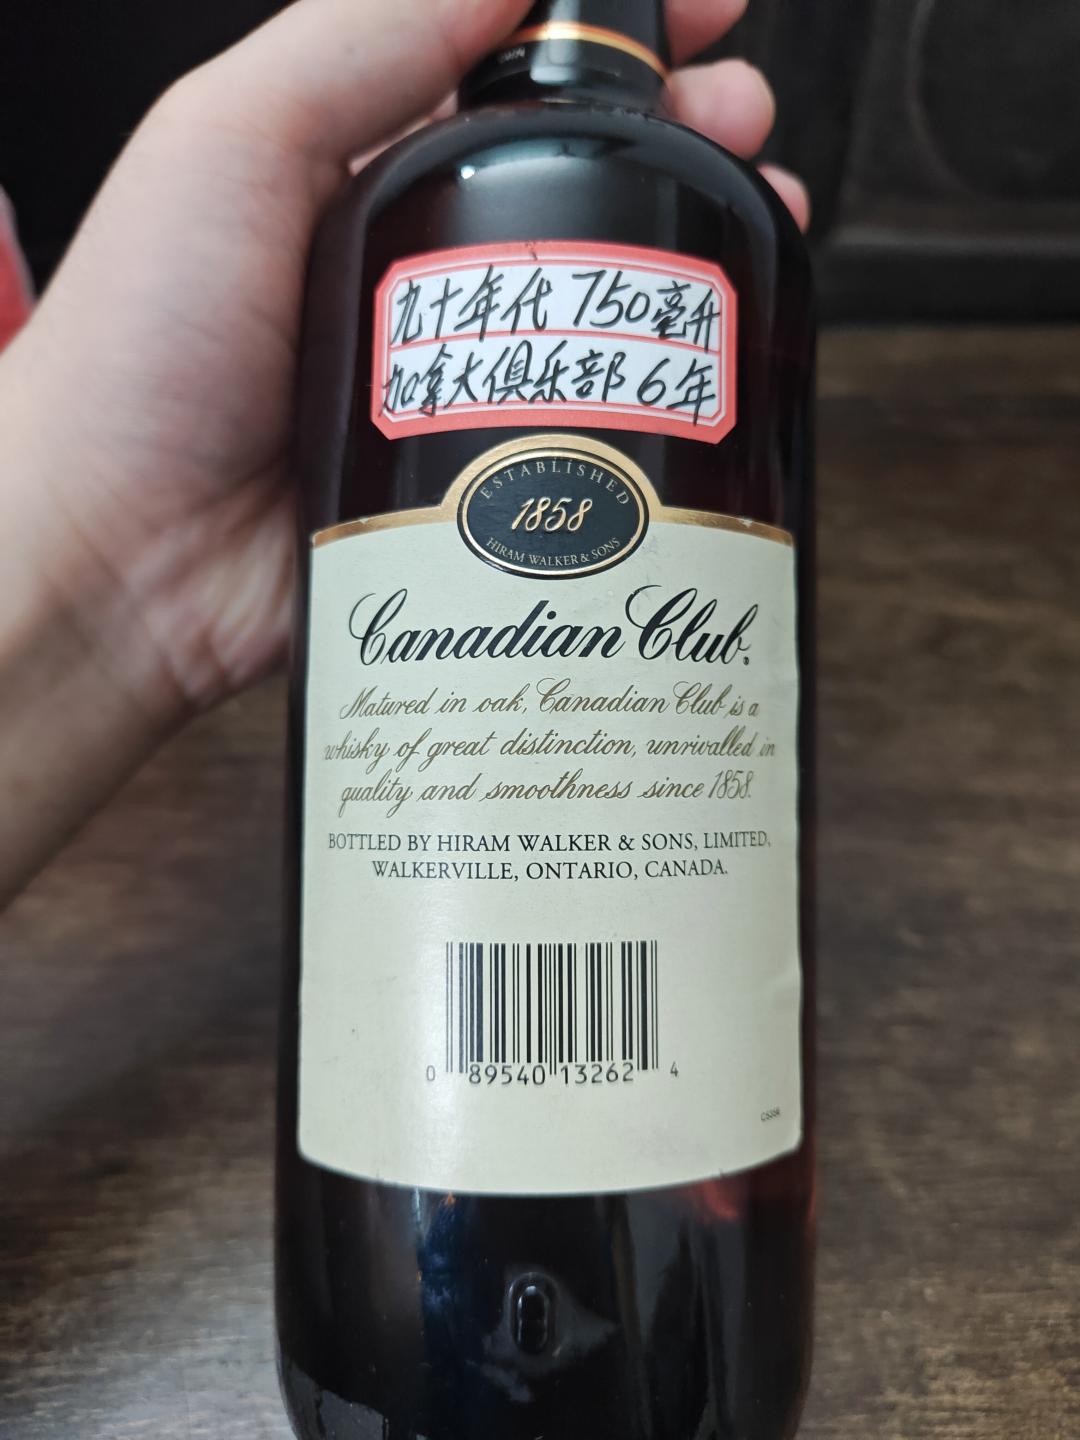 九十年代 750毫升
加拿大俱乐部 6年
ESTABLISHED
1858
HIRAM WALKER & SONS
Canadian Club.
Matured in oak, Canadian Club is a
whisky of great distinction, unrivalled in
quality and smoothness since 1858.
BOTTLED BY HIRAM WALKER & SONS, LIMITED,
WALKERVILLE, ONTARIO, CANADA.
0 89540 13262 4